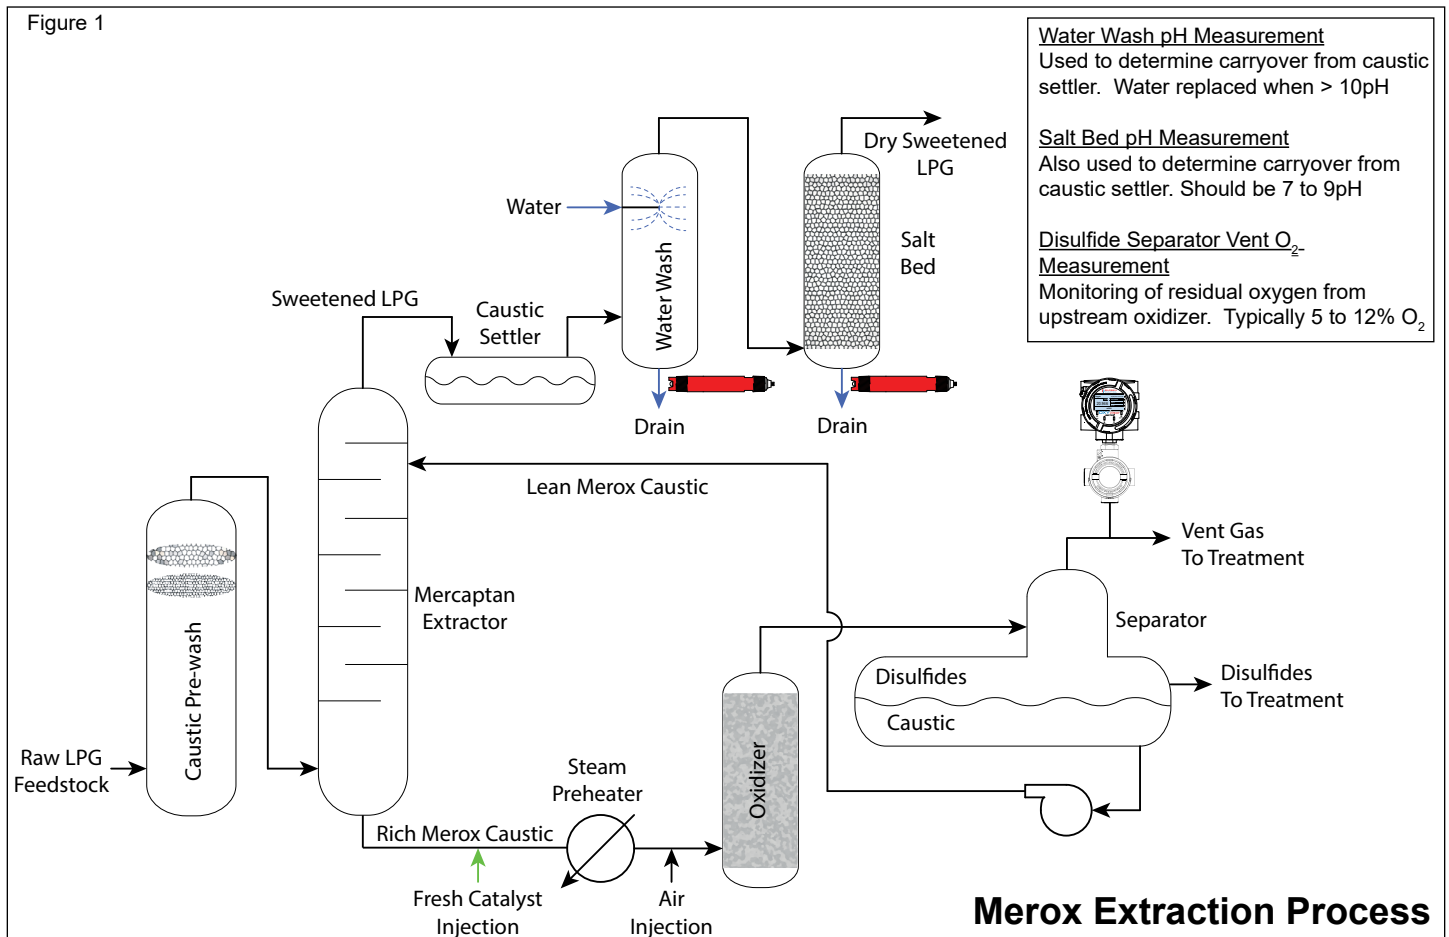 Figure 1
Water Wash pH Measurement
Used to determine carryover from caustic
settler.  Water replaced when > 10pH
Salt Bed pH Measurement
Also used to determine carryover from
caustic settler. Should be 7 to 9pH
Disulfide Separator Vent O2-
Measurement
Monitoring of residual oxygen from
upstream oxidizer.  Typically 5 to 12% O2
Dry Sweetened
LPG
Water
Water Wash
Salt
Bed
Sweetened LPG
Caustic
Settler
Drain
Drain
Lean Merox Caustic
Vent Gas
To Treatment
Mercaptan
Extractor
Separator
Caustic Pre-wash
Disulfides
Disulfides
To Treatment
Caustic
Raw LPG
Feedstock
Steam
Preheater
Oxidizer
Rich Merox Caustic
Fresh Catalyst
Injection
Air
Injection
Merox Extraction Process